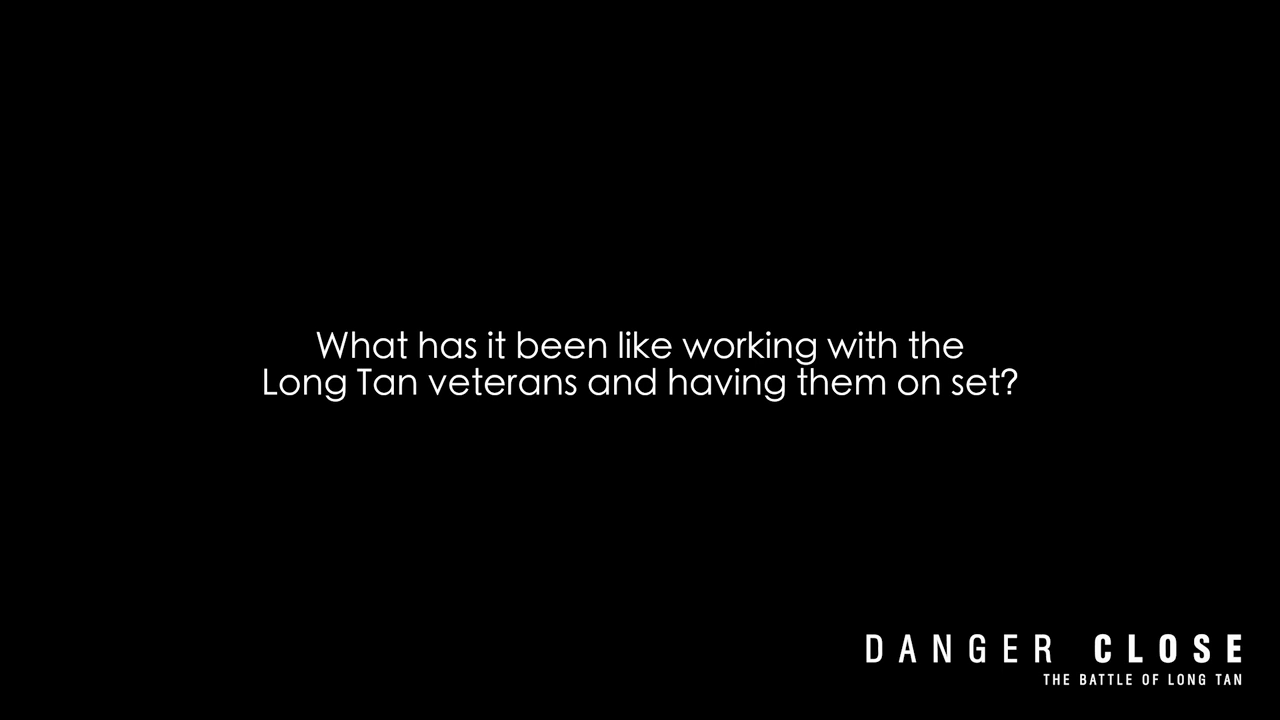 What has it been like working with the
Long Tan veterans and having them on set?
DANGER CLOSE
THE BATTLE OF LONG TAN